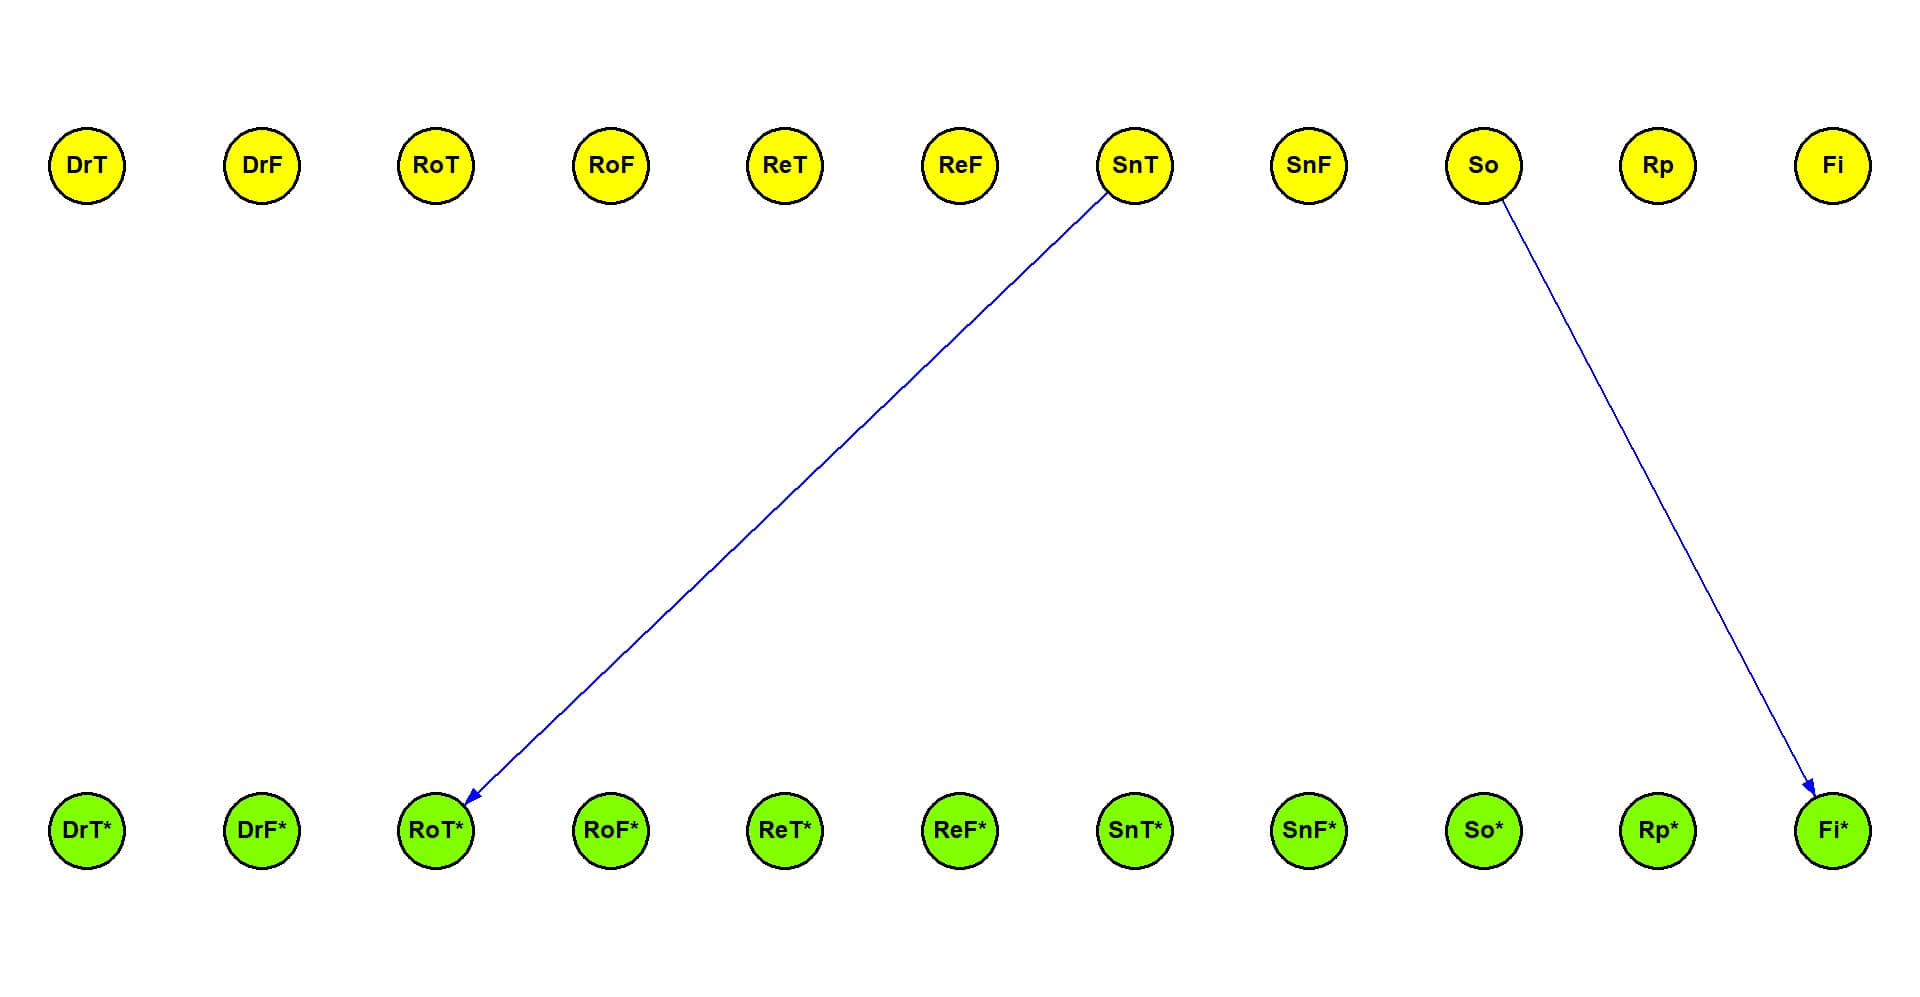 DrT DrF RoT RoF ReT ReF SnT SnF So Rp Fi
DrT* DrF* RoT* RoF* ReT* ReF* SnT* SnF* So* Rp* Fi*